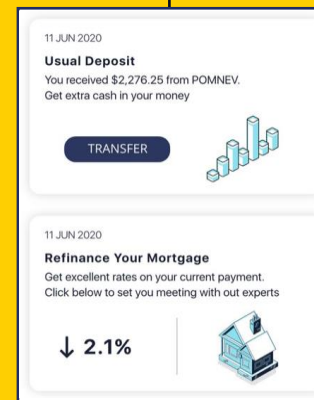 11 JUN 2020
Usual Deposit
You received $2,276.25 from POMNEV.
Get extra cash in your money
TRANSFER
11 JUN 2020
Refinance Your Mortgage
Get excellent rates on your current payment.
Click below to set you meeting with out experts
↓ 2.1%